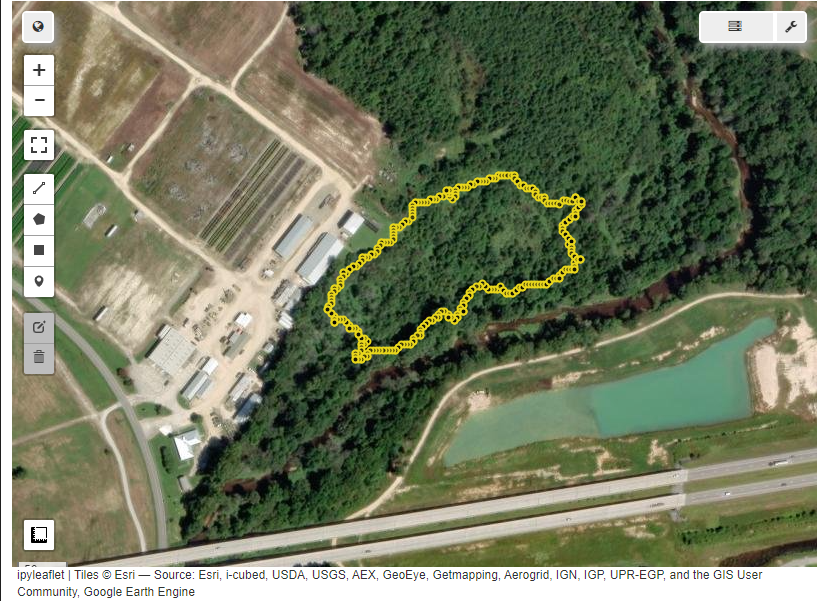 +
−
ipyleaflet | Tiles © Esri — Source: Esri, i-cubed, USDA, USGS, AEX, GeoEye, Getmapping, Aerogrid, IGN, IGP, UPR-EGP, and the GIS User
Community, Google Earth Engine